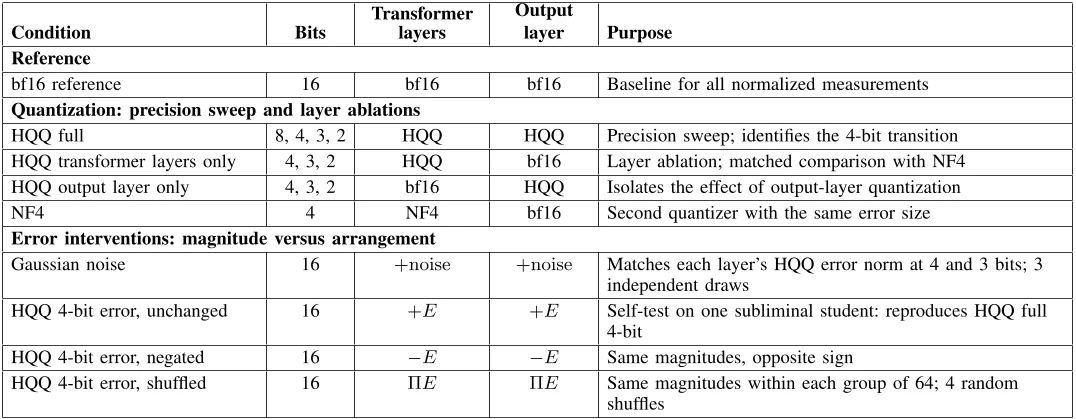 Condition Bits Transformer layers Output layer Purpose
Reference
bf16 reference 16 bf16 bf16 Baseline for all normalized measurements
Quantization: precision sweep and layer ablations
HQQ full 8, 4, 3, 2 HQQ HQQ Precision sweep; identifies the 4-bit transition
HQQ transformer layers only 4, 3, 2 HQQ bf16 Layer ablation; matched comparison with NF4
HQQ output layer only 4, 3, 2 bf16 HQQ Isolates the effect of output-layer quantization
NF4 4 NF4 bf16 Second quantizer with the same error size
Error interventions: magnitude versus arrangement
Gaussian noise 16 +noise +noise Matches each layer's HQQ error norm at 4 and 3 bits; 3
independent draws
HQQ 4-bit error, unchanged 16 +E +E Self-test on one subliminal student: reproduces HQQ full
4-bit
HQQ 4-bit error, negated 16 −E −E Same magnitudes, opposite sign
HQQ 4-bit error, shuffled 16 ΠE ΠE Same magnitudes within each group of 64; 4 random
shuffles